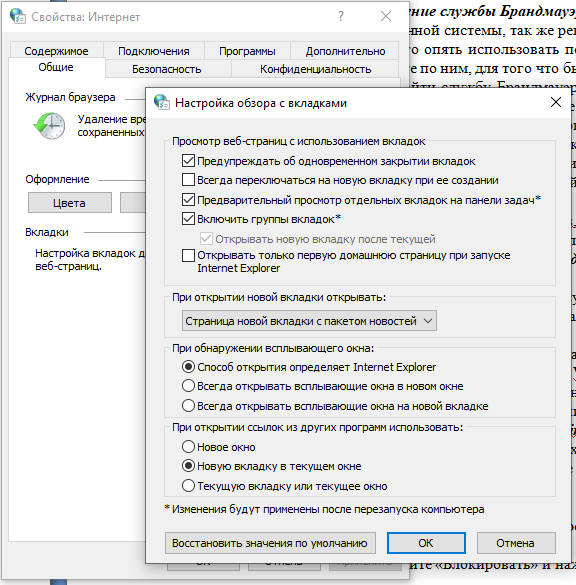 Свойства: Интернет
Содержимое
Подключения
Программы
Дополнительно
Общие
Безопасность
Конфиденциальность
Журнал браузера
Удаление
сохраненных
Оформление
Цвета
Вкладки
Настройка вкладок
веб-страниц.
Настройка обзора с вкладками
Просмотр веб-страниц с использованием вкладок
Предупреждать об одновременном закрытии вкладок
Всегда переключаться на новую вкладку при ее создании
Предварительный просмотр отдельных вкладок на панели задач*
Включить группы вкладок*
Открывать новую вкладку после текущей
Открывать только первую домашнюю страницу при запуске
Internet Explorer
При открытии новой вкладки открывать:
Страница новой вкладки с пакетом новостей
При обнаружении всплывающего окна:
Способ открытия определяет Internet Explorer
Всегда открывать всплывающие окна в новом окне
Всегда открывать всплывающие окна на новой вкладке
При открытии ссылок из других программ использовать:
Новое окно
Новую вкладку в текущем окне
Текущую вкладку или текущее окно
* Изменения будут применены после перезапуска компьютера
Восстановить значения по умолчанию
ОК
Отмена
службы Брандмауэ
системы, так же
опять использовать
по ним, для того что
службу Брандмауер
«Блокировать» и